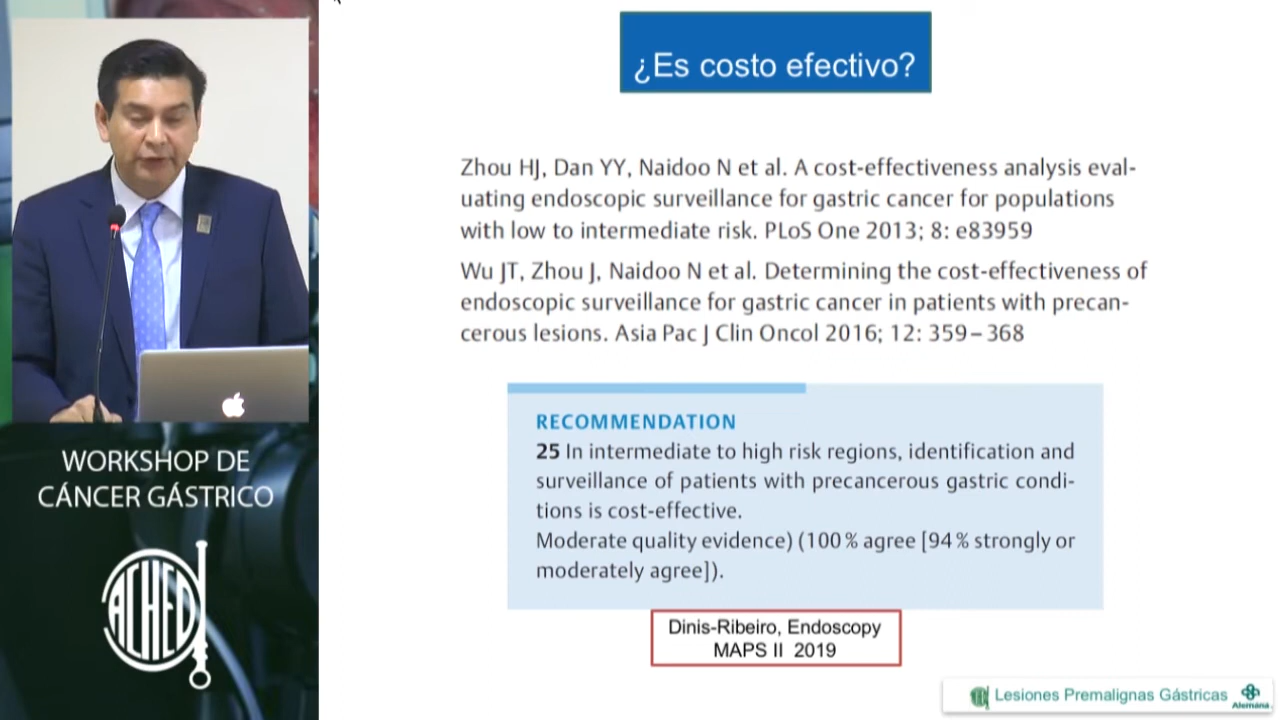 ¿Es costo efectivo?
Zhou HJ, Dan YY, Naidoo N et al. A cost-effectiveness analysis eval-
uating endoscopic surveillance for gastric cancer for populations
with low to intermediate risk. PLoS One 2013; 8: e83959
Wu JT, Zhou J, Naidoo N et al. Determining the cost-effectiveness of
endoscopic surveillance for gastric cancer in patients with precan-
cerous lesions. Asia Pac J Clin Oncol 2016; 12: 359 – 368
RECOMMENDATION
25 In intermediate to high risk regions, identification and
surveillance of patients with precancerous gastric condi-
tions is cost-effective.
Moderate quality evidence) (100 % agree [94 % strongly or
moderately agree]).
Dinis-Ribeiro, Endoscopy
MAPS II 2019
WORKSHOP DE
CÁNCER GÁSTRICO
ACHED
Lesiones Premalignas Gástricas
Alemana